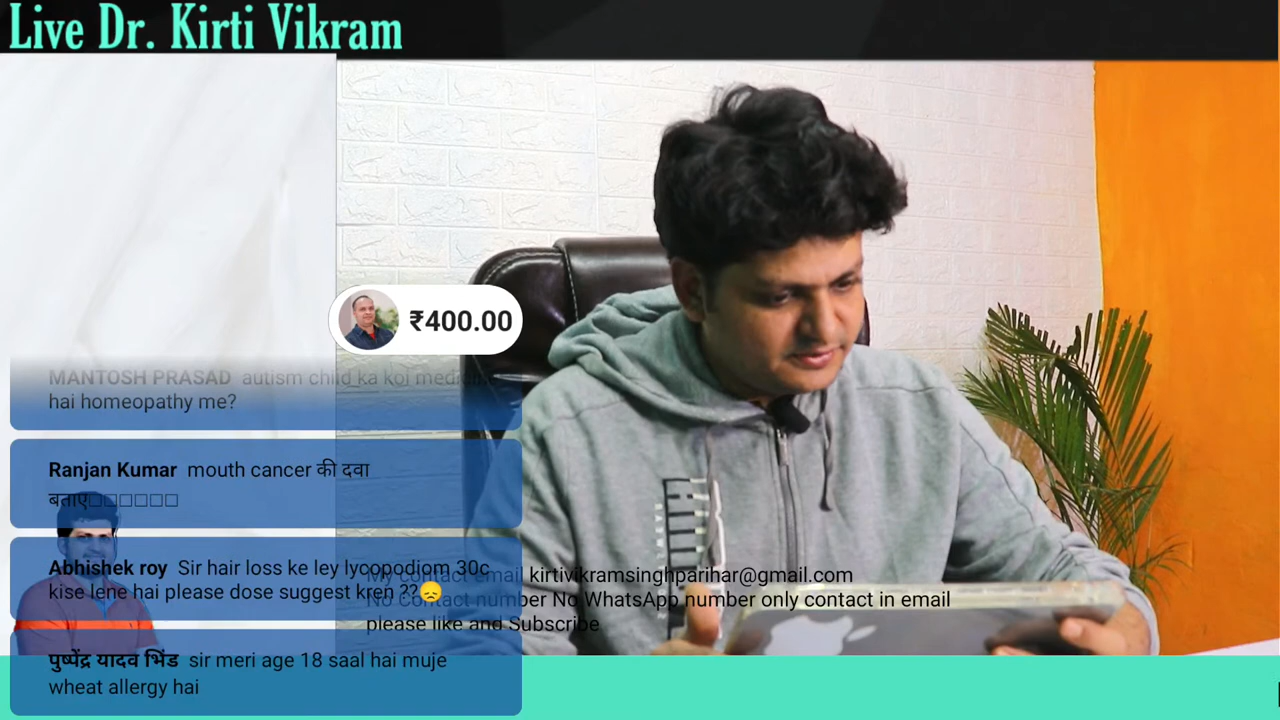 Live Dr. Kirti Vikram
₹400.00
MANTOSH PRASAD autism child ka koi medicine
hai homeopathy me?
Ranjan Kumar mouth cancer की दवा
बताए□□□□□□
Abhishek roy Sir hair loss ke ley lycopodiom 30c
kise lene hai please dose suggest kren ??😞
पुष्पेंद्र यादव भिंड sir meri age 18 saal hai muje
wheat allergy hai
My contact email kirtivikramsinghparihar@gmail.com
No Contact number No WhatsApp number only contact in email
please like and Subscribe